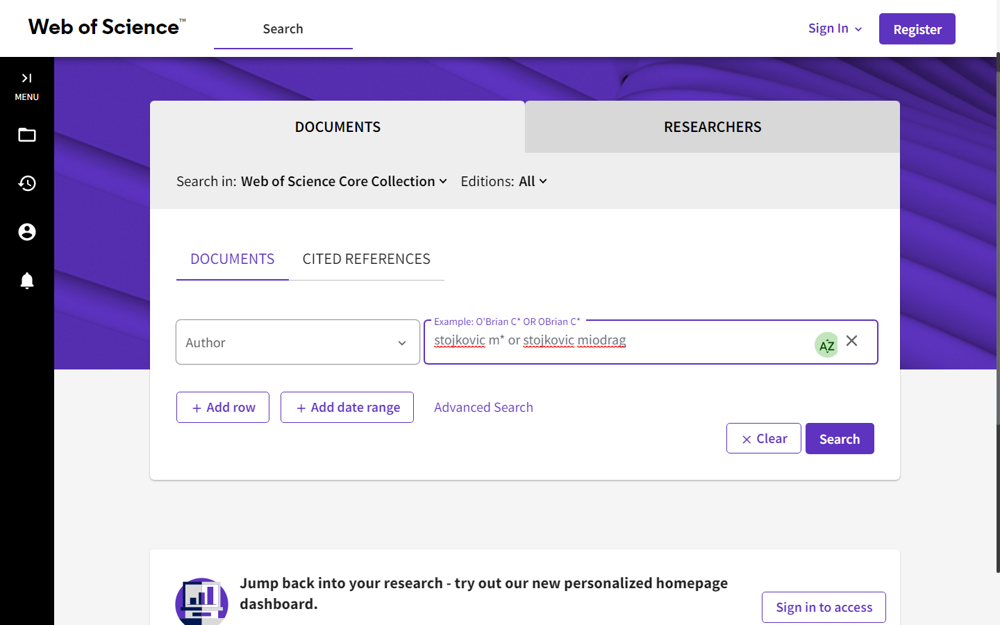 Web of Science™
Search
Sign In
Register
MENU
DOCUMENTS
RESEARCHERS
Search in: Web of Science Core Collection
Editions: All
DOCUMENTS
CITED REFERENCES
Author
Example: O'Brian C* OR OBrian C*
stojkovic m* or stojkovic miodrag
AZ
+ Add row
+ Add date range
Advanced Search
× Clear
Search
Jump back into your research - try out our new personalized homepage
dashboard.
Sign in to access